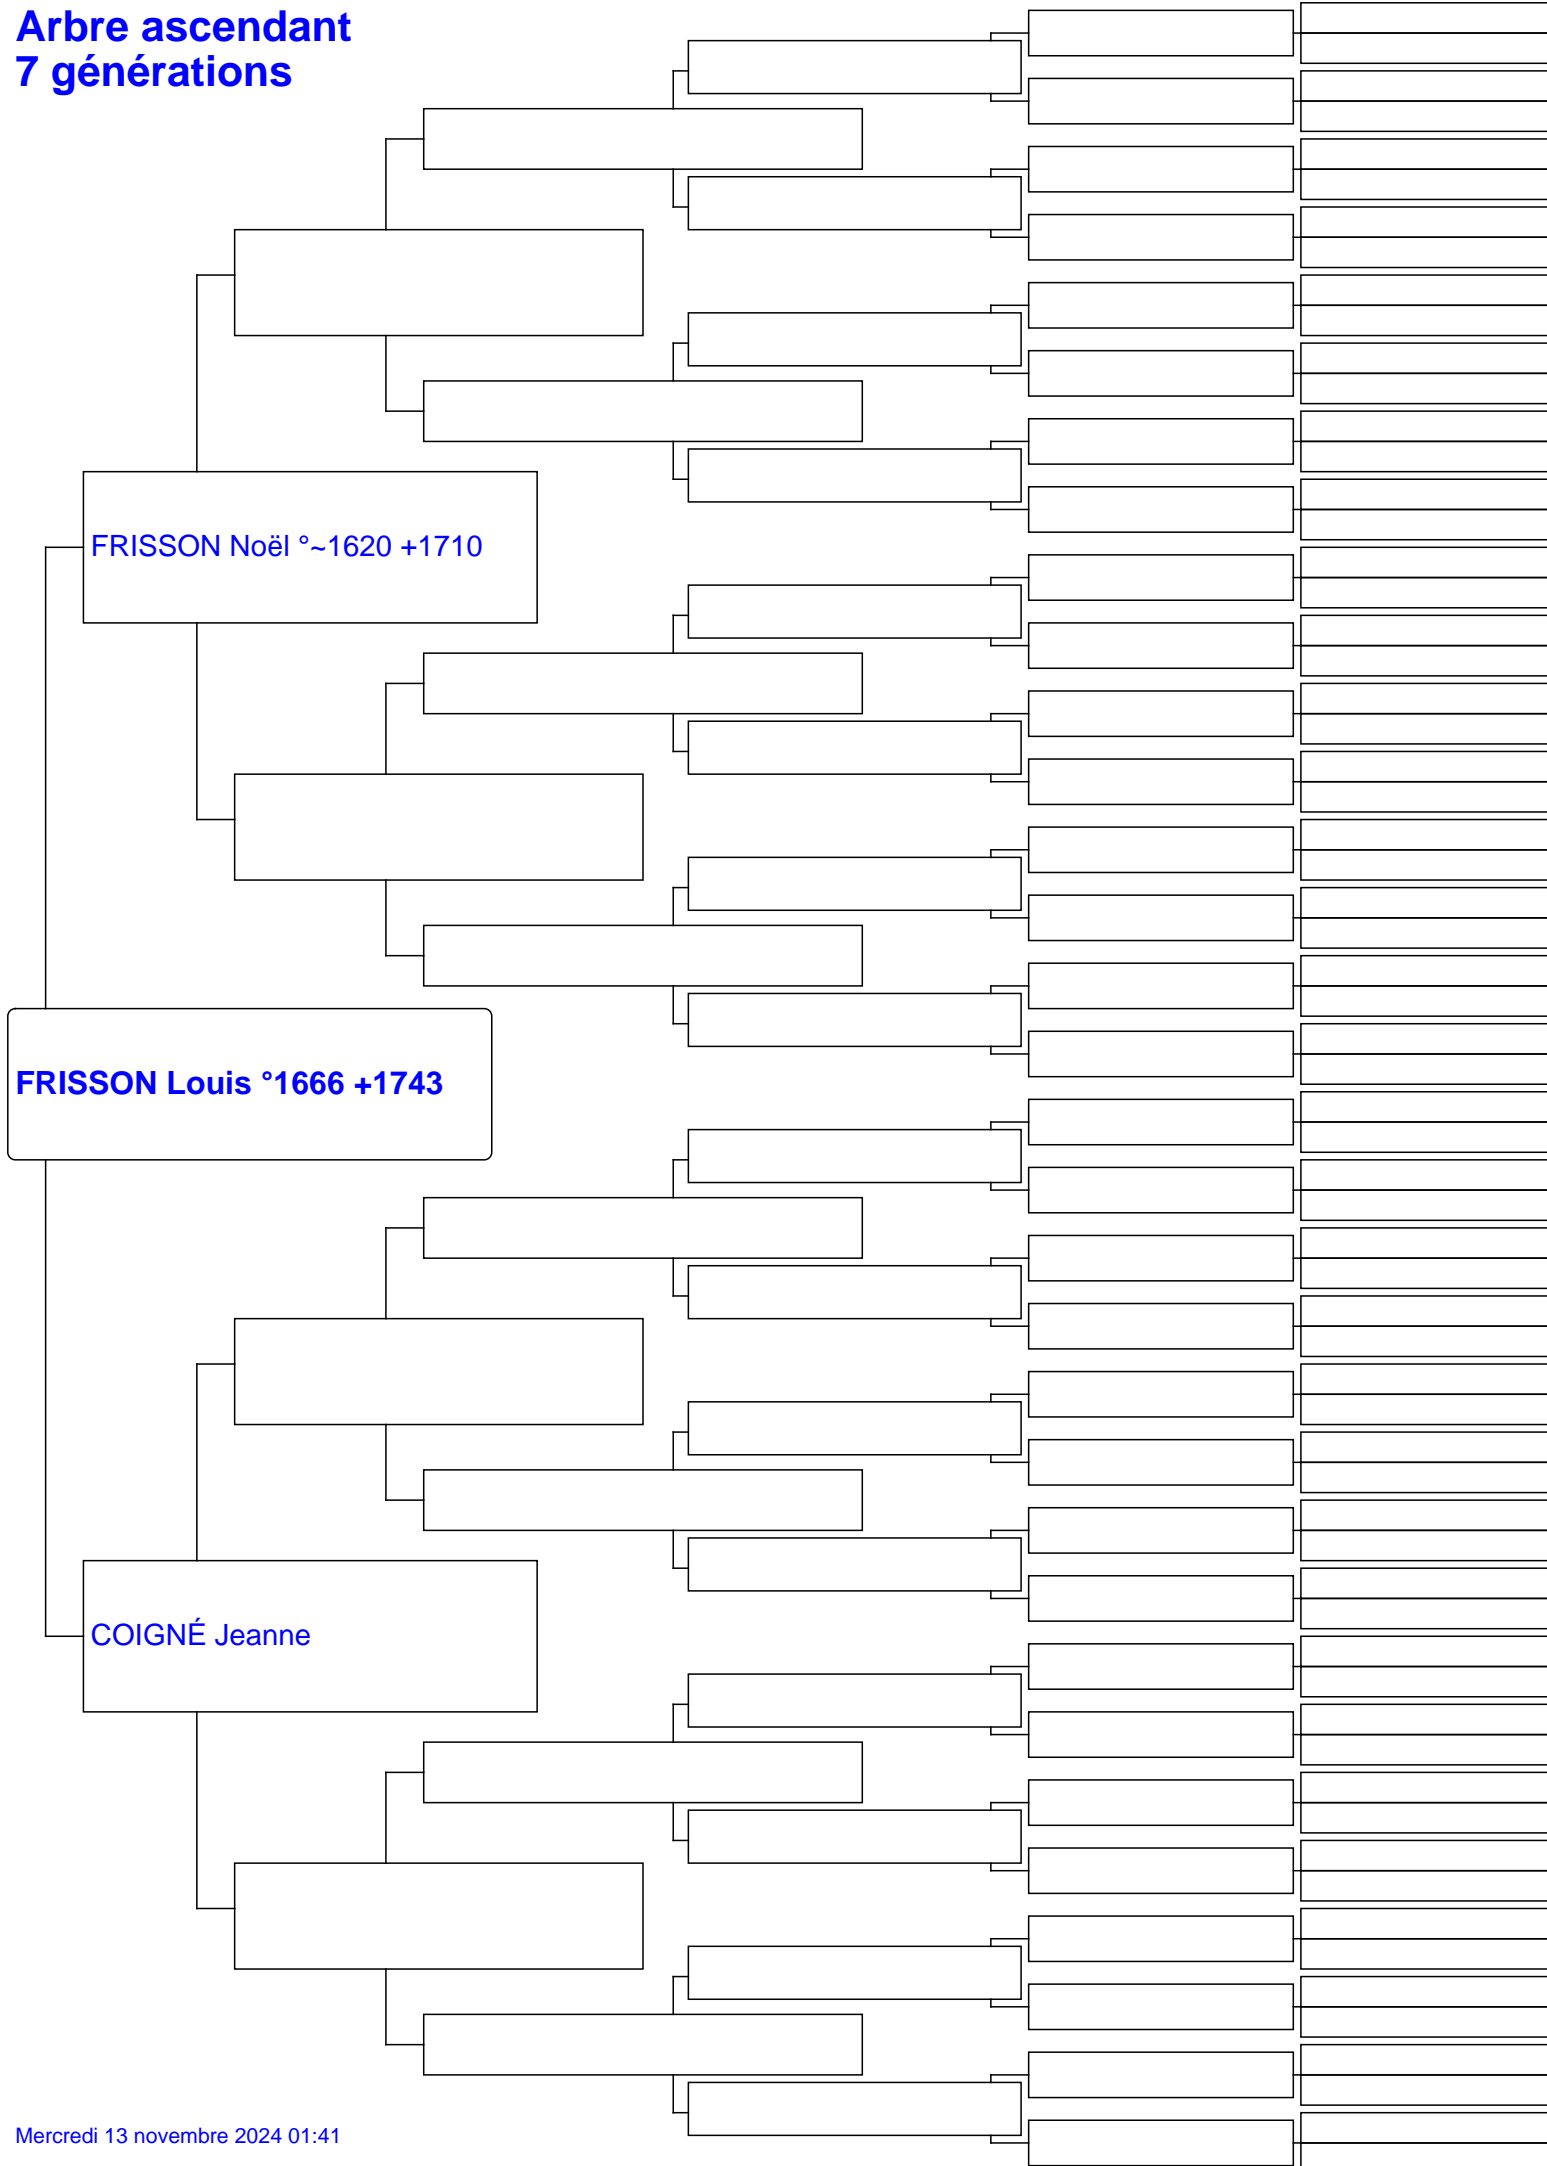 Arbre ascendant
7 générations
FRISSON Noël °~1620 +1710
FRISSON Louis °1666 +1743
COIGNÉ Jeanne
Mercredi 13 novembre 2024 01:41